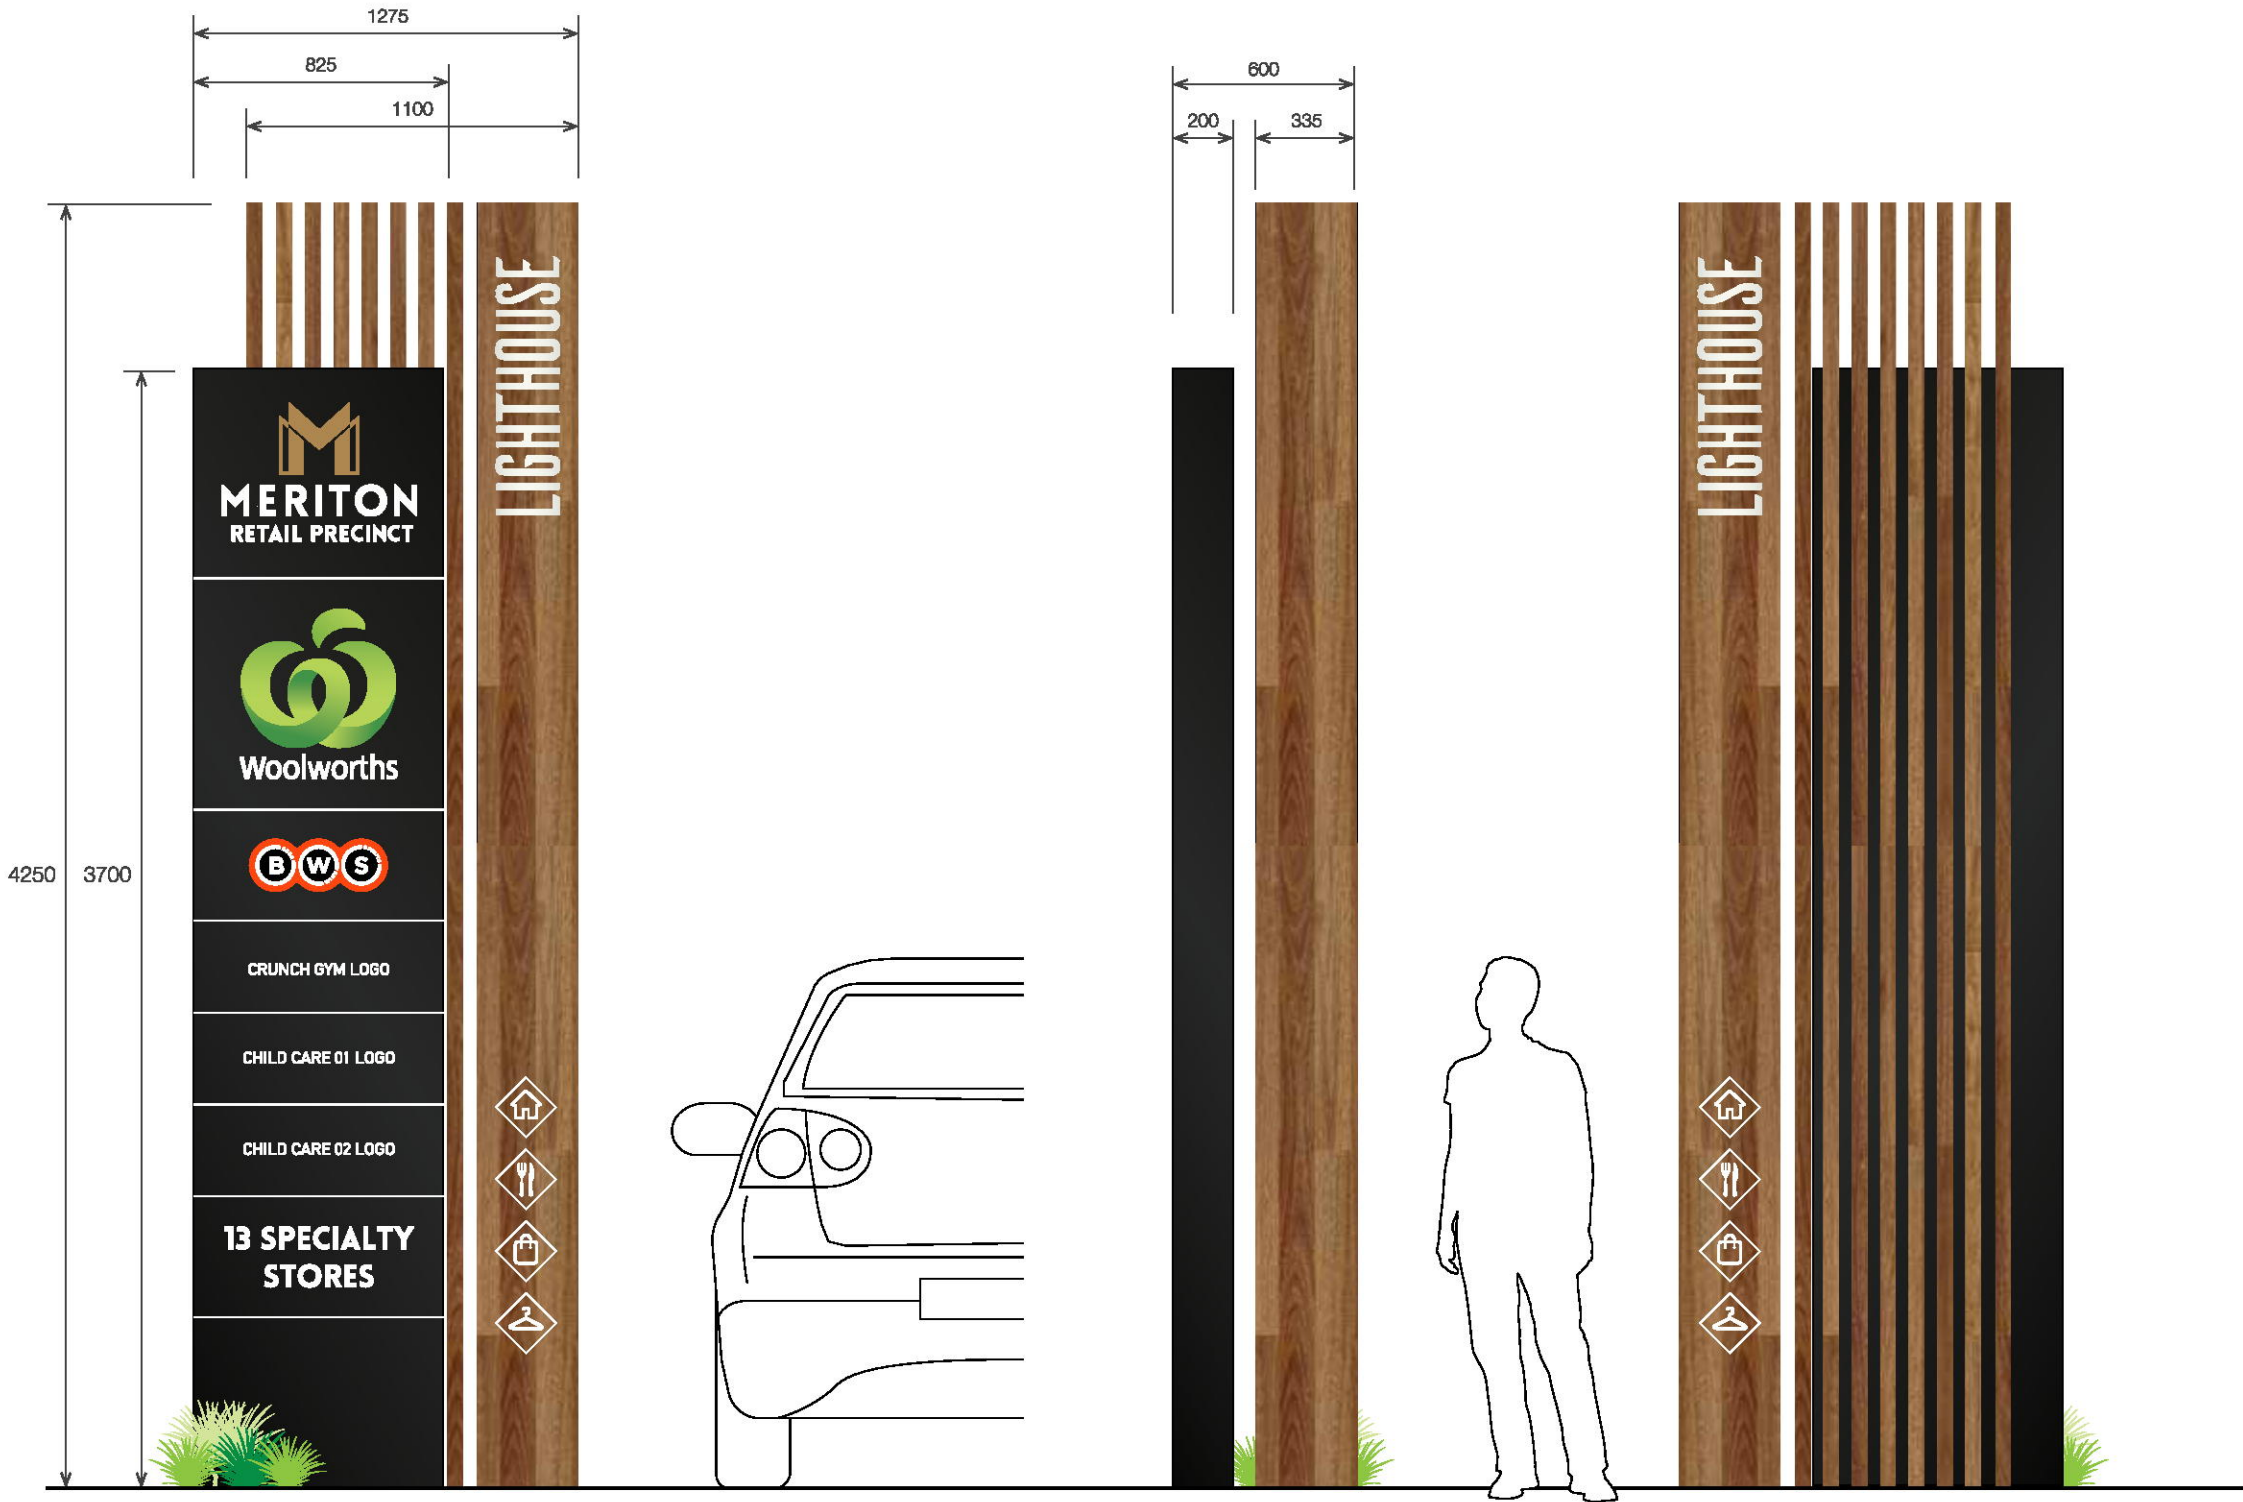 1275
825
1100
600
200
335
4250
3700
LIGHTHOUSE
MERITON
RETAIL PRECINCT
Woolworths
BWS
CRUNCH GYM LOGO
CHILD CARE 01 LOGO
CHILD CARE 02 LOGO
13 SPECIALTY
STORES
LIGHTHOUSE